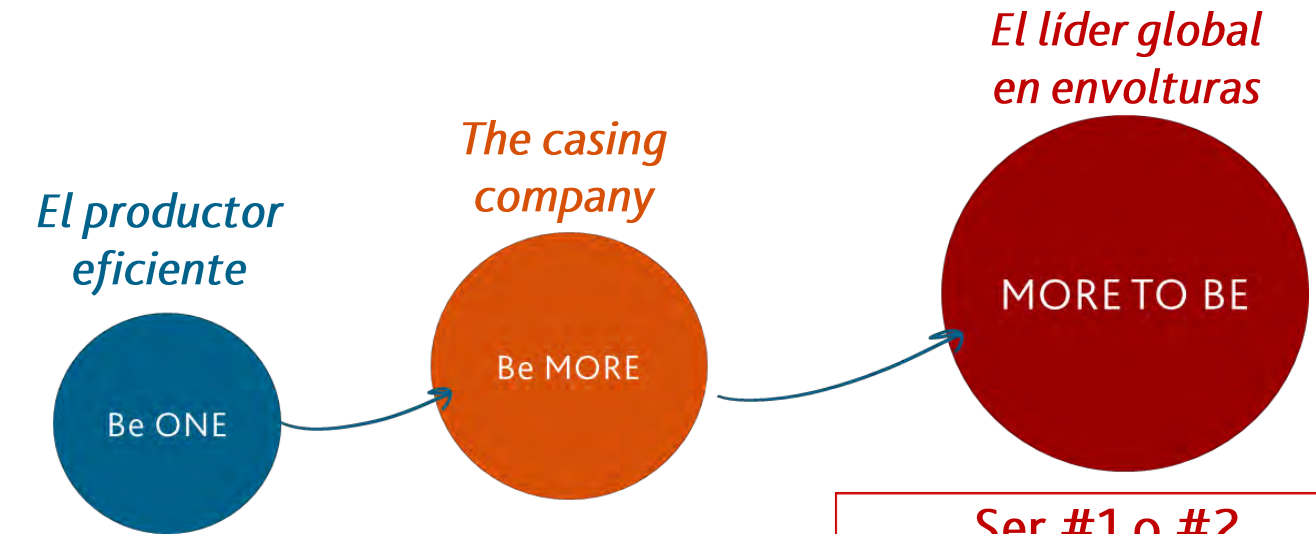 El productor
eficiente
Be ONE
The casing
company
Be MORE
El líder global
en envolturas
MORE TO BE
Ser #1 o #2